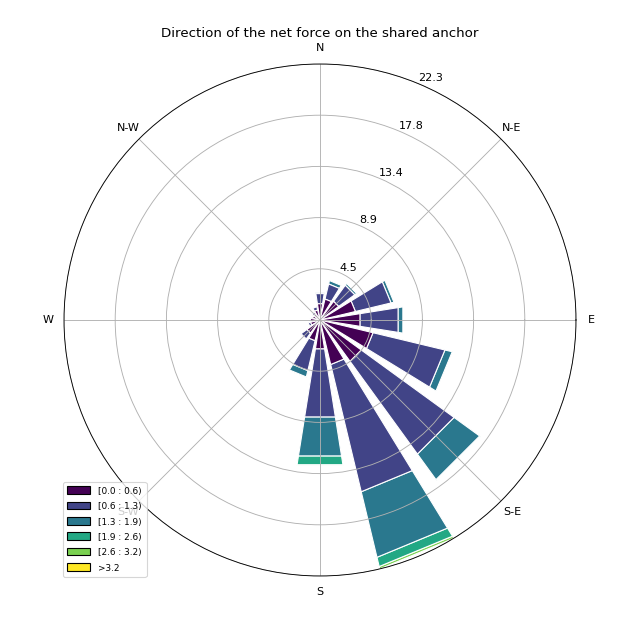 Direction of the net force on the shared anchor
N
N-W
N-E
22.3
17.8
13.4
8.9
4.5
W
E
S-W
S-E
S
[0.0 : 0.6)
[0.6 : 1.3)
[1.3 : 1.9)
[1.9 : 2.6)
[2.6 : 3.2)
>3.2